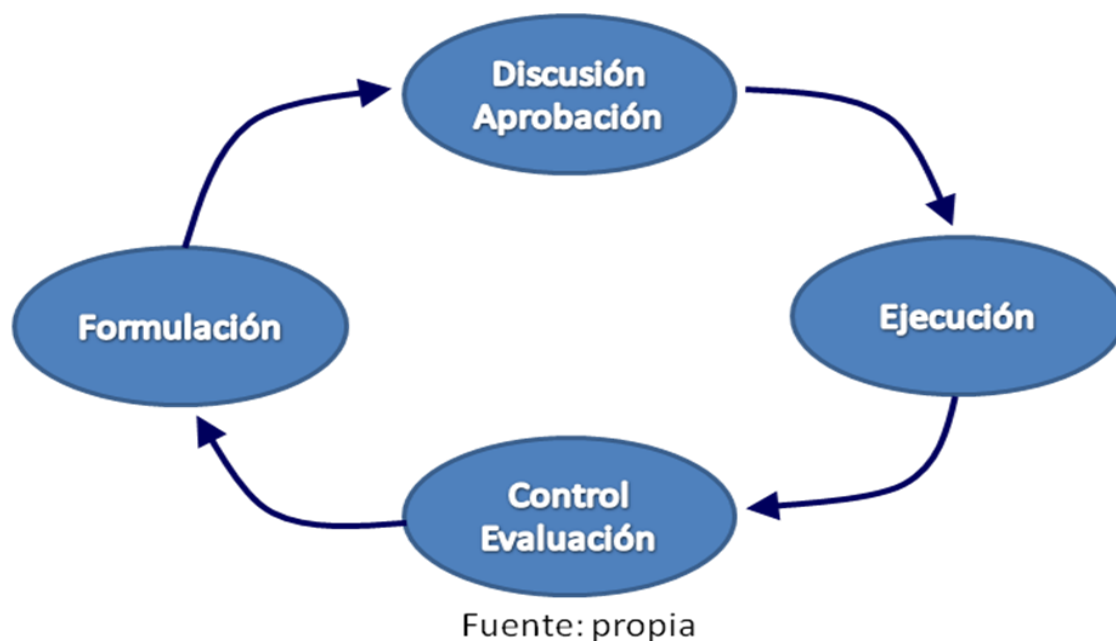 Discusión
Aprobación
Formulación
Ejecución
Control
Evaluación
Fuente: propia